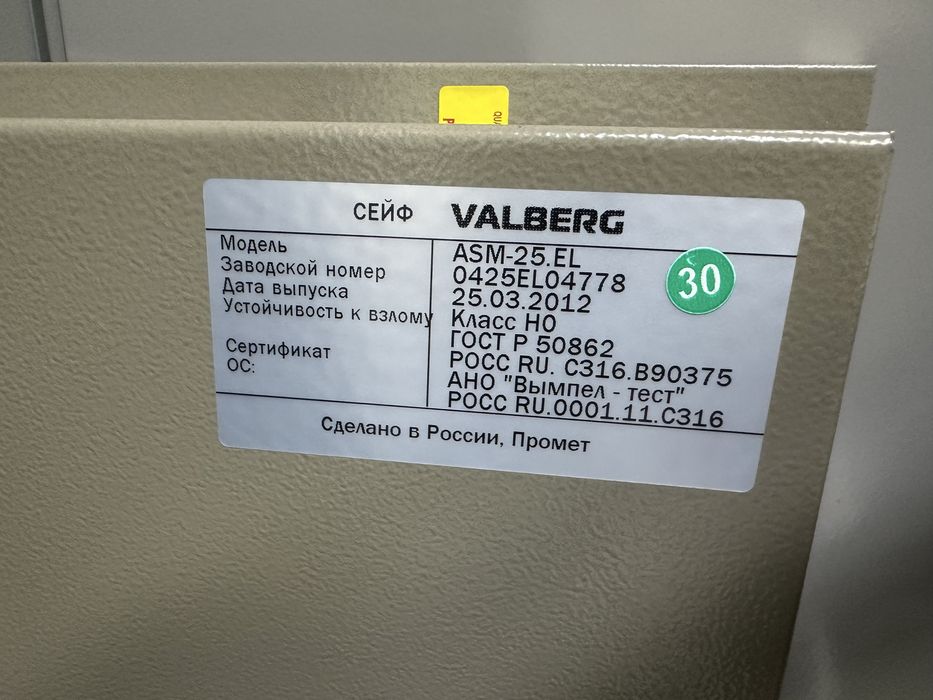 СЕЙФ VALBERG
Модель ASM-25.EL
Заводской номер 0425EL04778
Дата выпуска 25.03.2012
Устойчивость к взлому Класс Н0
ГОСТ Р 50862
Сертификат РОСС RU. С316.В90375
ОС: АНО "Вымпел - тест"
РОСС RU.0001.11.С316
Сделано в России, Промет
30